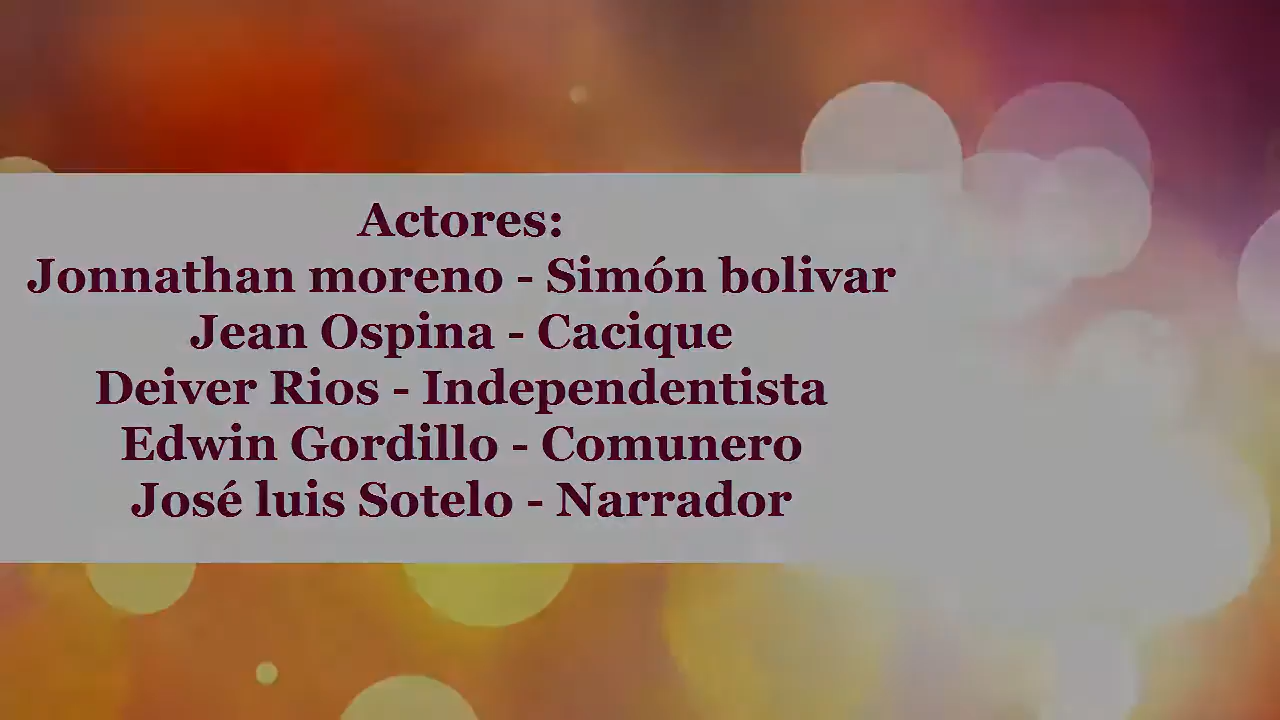 Actores:
Jonnathan moreno - Simón bolivar
Jean Ospina - Cacique
Deiver Rios - Independentista
Edwin Gordillo - Comunero
José luis Sotelo - Narrador